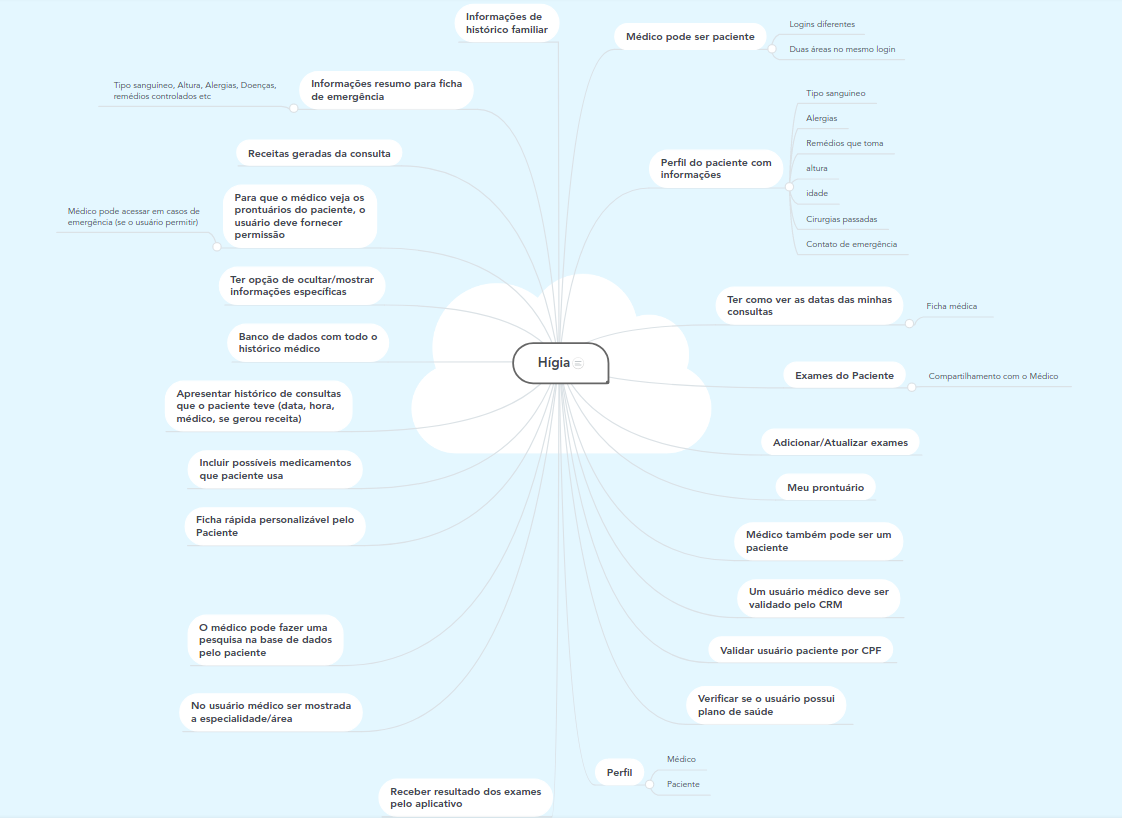 Informações de
histórico familiar
Tipo sanguíneo, Altura, Alergias, Doenças,
remédios controlados etc
Informações resumo para ficha
de emergência
Receitas geradas da consulta
Médico pode acessar em casos de
emergência (se o usuário permitir)
Para que o médico veja os
prontuários do paciente, o
usuário deve fornecer
permissão
Ter opção de ocultar/mostrar
informações específicas
Banco de dados com todo o
histórico médico
Apresentar histórico de consultas
que o paciente teve (data, hora,
médico, se gerou receita)
Incluir possíveis medicamentos
que paciente usa
Ficha rápida personalizável pelo
Paciente
O médico pode fazer uma
pesquisa na base de dados
pelo paciente
No usuário médico ser mostrada
a especialidade/área
Receber resultado dos exames
pelo aplicativo
Hígia
Médico pode ser paciente
Logins diferentes
Duas áreas no mesmo login
Perfil do paciente com
informações
Tipo sanguineo
Alergias
Remédios que toma
altura
idade
Cirurgias passadas
Contato de emergência
Ter como ver as datas das minhas
consultas
Ficha médica
Exames do Paciente
Compartilhamento com o Médico
Adicionar/Atualizar exames
Meu prontuário
Médico também pode ser um
paciente
Um usuário médico deve ser
validado pelo CRM
Validar usuário paciente por CPF
Verificar se o usuário possui
plano de saúde
Perfil
Médico
Paciente